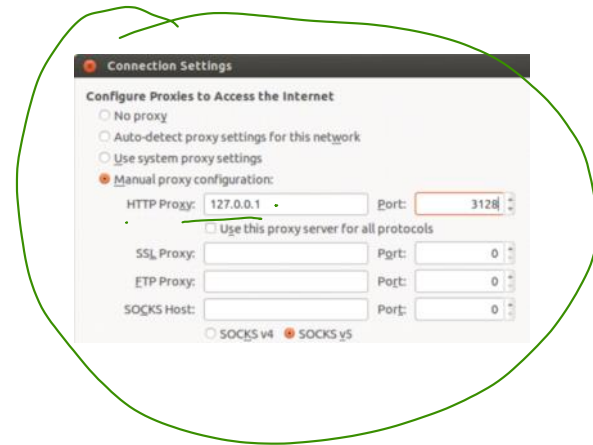 Connection Settings
Configure Proxies to Access the Internet
No proxy
Auto-detect proxy settings for this network
Use system proxy settings
Manual proxy configuration:
HTTP Proxy: 127.0.0.1 Port: 3128
Use this proxy server for all protocols
SSL Proxy: Port: 0
FTP Proxy: Port: 0
SOCKS Host: Port: 0
SOCKS v4 SOCKS v5